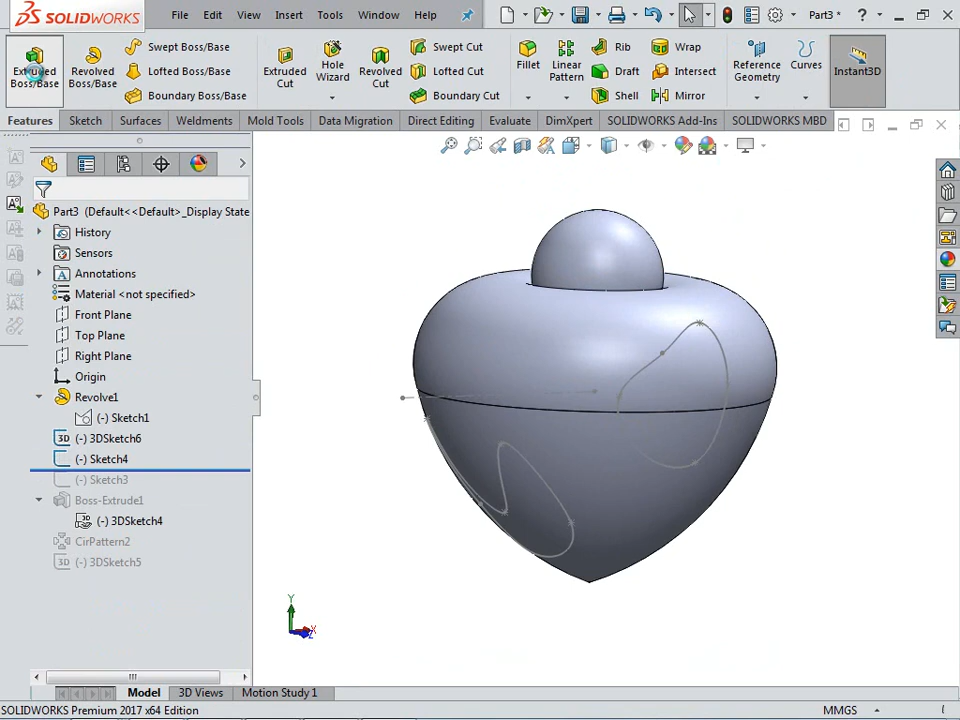 SOLIDWORKS File Edit View Insert Tools Window Help Part3 * ?
Extruded Boss/Base
Revolved Boss/Base
Swept Boss/Base
Lofted Boss/Base
Boundary Boss/Base
Extruded Cut
Hole Wizard
Revolved Cut
Swept Cut
Lofted Cut
Boundary Cut
Fillet
Linear Pattern
Rib
Draft
Shell
Wrap
Intersect
Mirror
Reference Geometry
Curves
Instant3D
Features Sketch Surfaces Weldments Mold Tools Data Migration Direct Editing Evaluate DimXpert SOLIDWORKS Add-Ins SOLIDWORKS MBD
Part3 (Default<<Default>_Display State
History
Sensors
A Annotations
Material <not specified>
Front Plane
Top Plane
Right Plane
Origin
Revolve1
(-) Sketch1
3D (-) 3DSketch6
(-) Sketch4
(-) Sketch3
Boss-Extrude1
3D (-) 3DSketch4
CirPattern2
3D (-) 3DSketch5
Y
X
Z
Model 3D Views Motion Study 1
SOLIDWORKS Premium 2017 x64 Edition MMGS